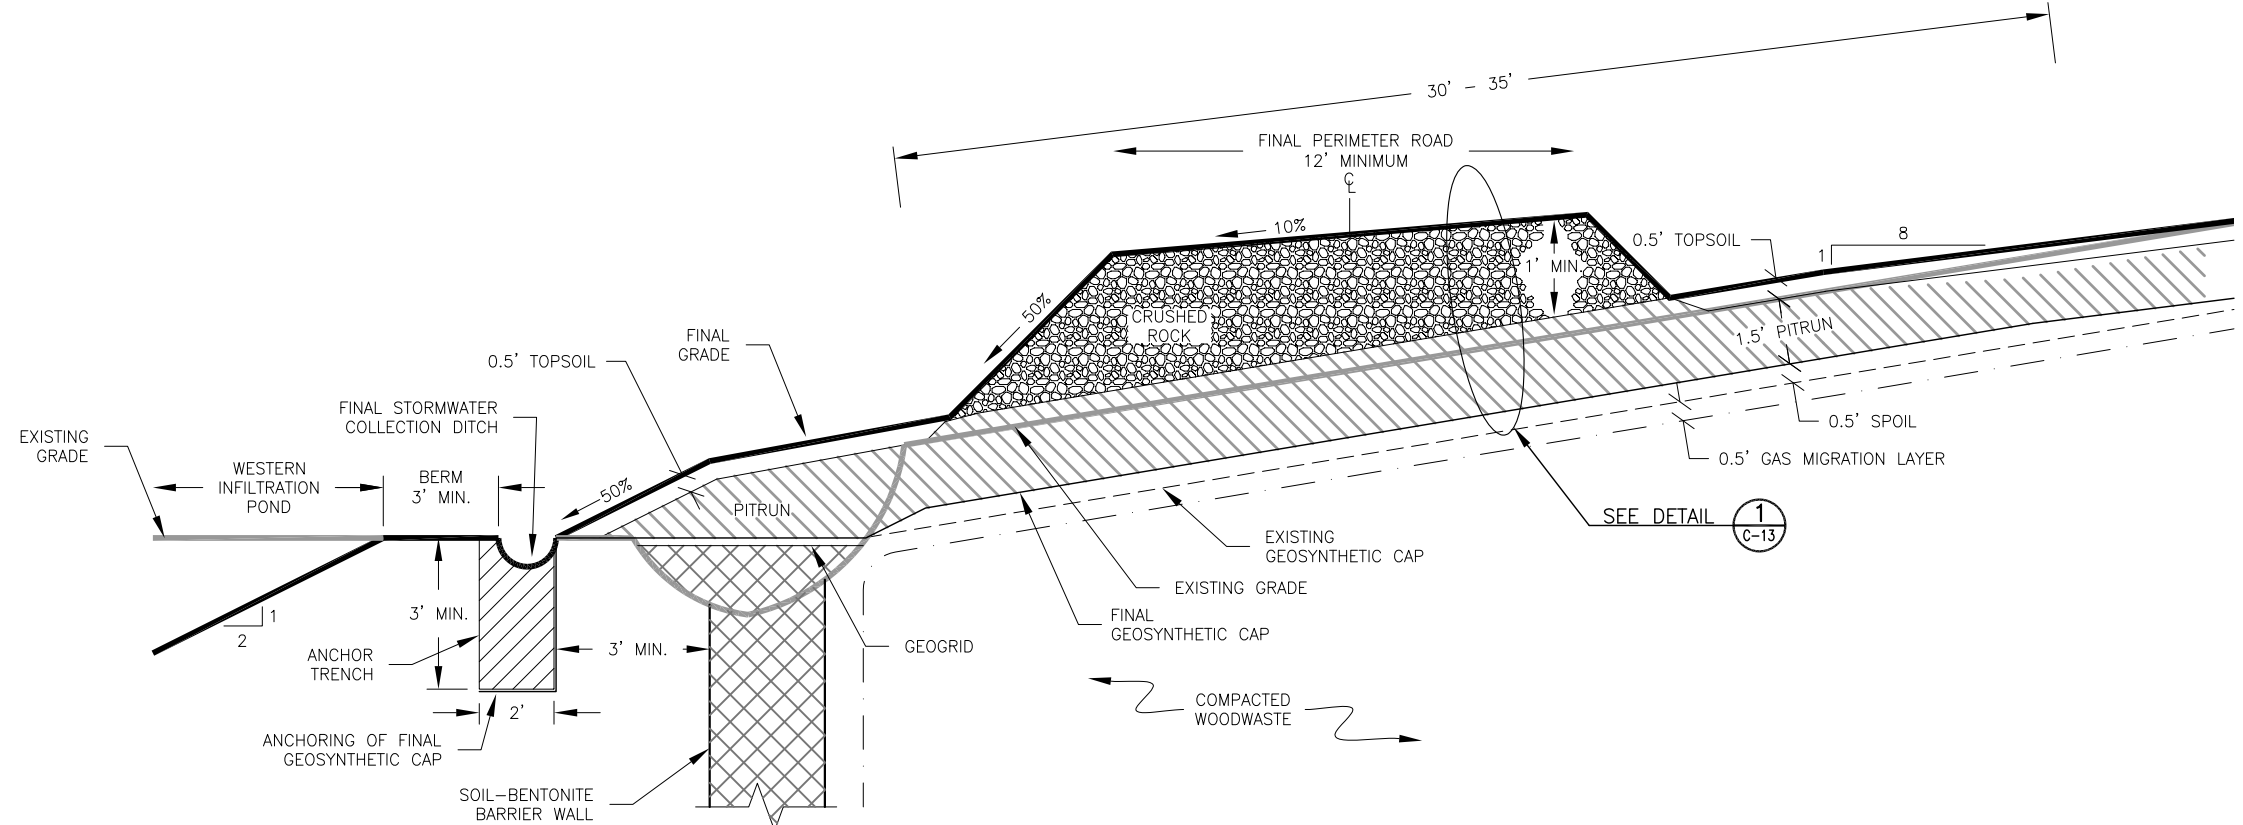 30' - 35'
FINAL PERIMETER ROAD
12' MINIMUM
℄
10%
0.5' TOPSOIL
8
1
1' MIN.
50%
CRUSHED
ROCK
1.5' PITRUN
FINAL
GRADE
0.5' TOPSOIL
FINAL STORMWATER
COLLECTION DITCH
0.5' SPOIL
EXISTING
GRADE
0.5' GAS MIGRATION LAYER
WESTERN
INFILTRATION
POND
BERM
3' MIN.
50%
PITRUN
SEE DETAIL
1
C-13
EXISTING
GEOSYNTHETIC CAP
EXISTING GRADE
FINAL
GEOSYNTHETIC CAP
GEOGRID
3' MIN.
1
2
3' MIN.
ANCHOR
TRENCH
COMPACTED
WOODWASTE
2'
ANCHORING OF FINAL
GEOSYNTHETIC CAP
SOIL-BENTONITE
BARRIER WALL